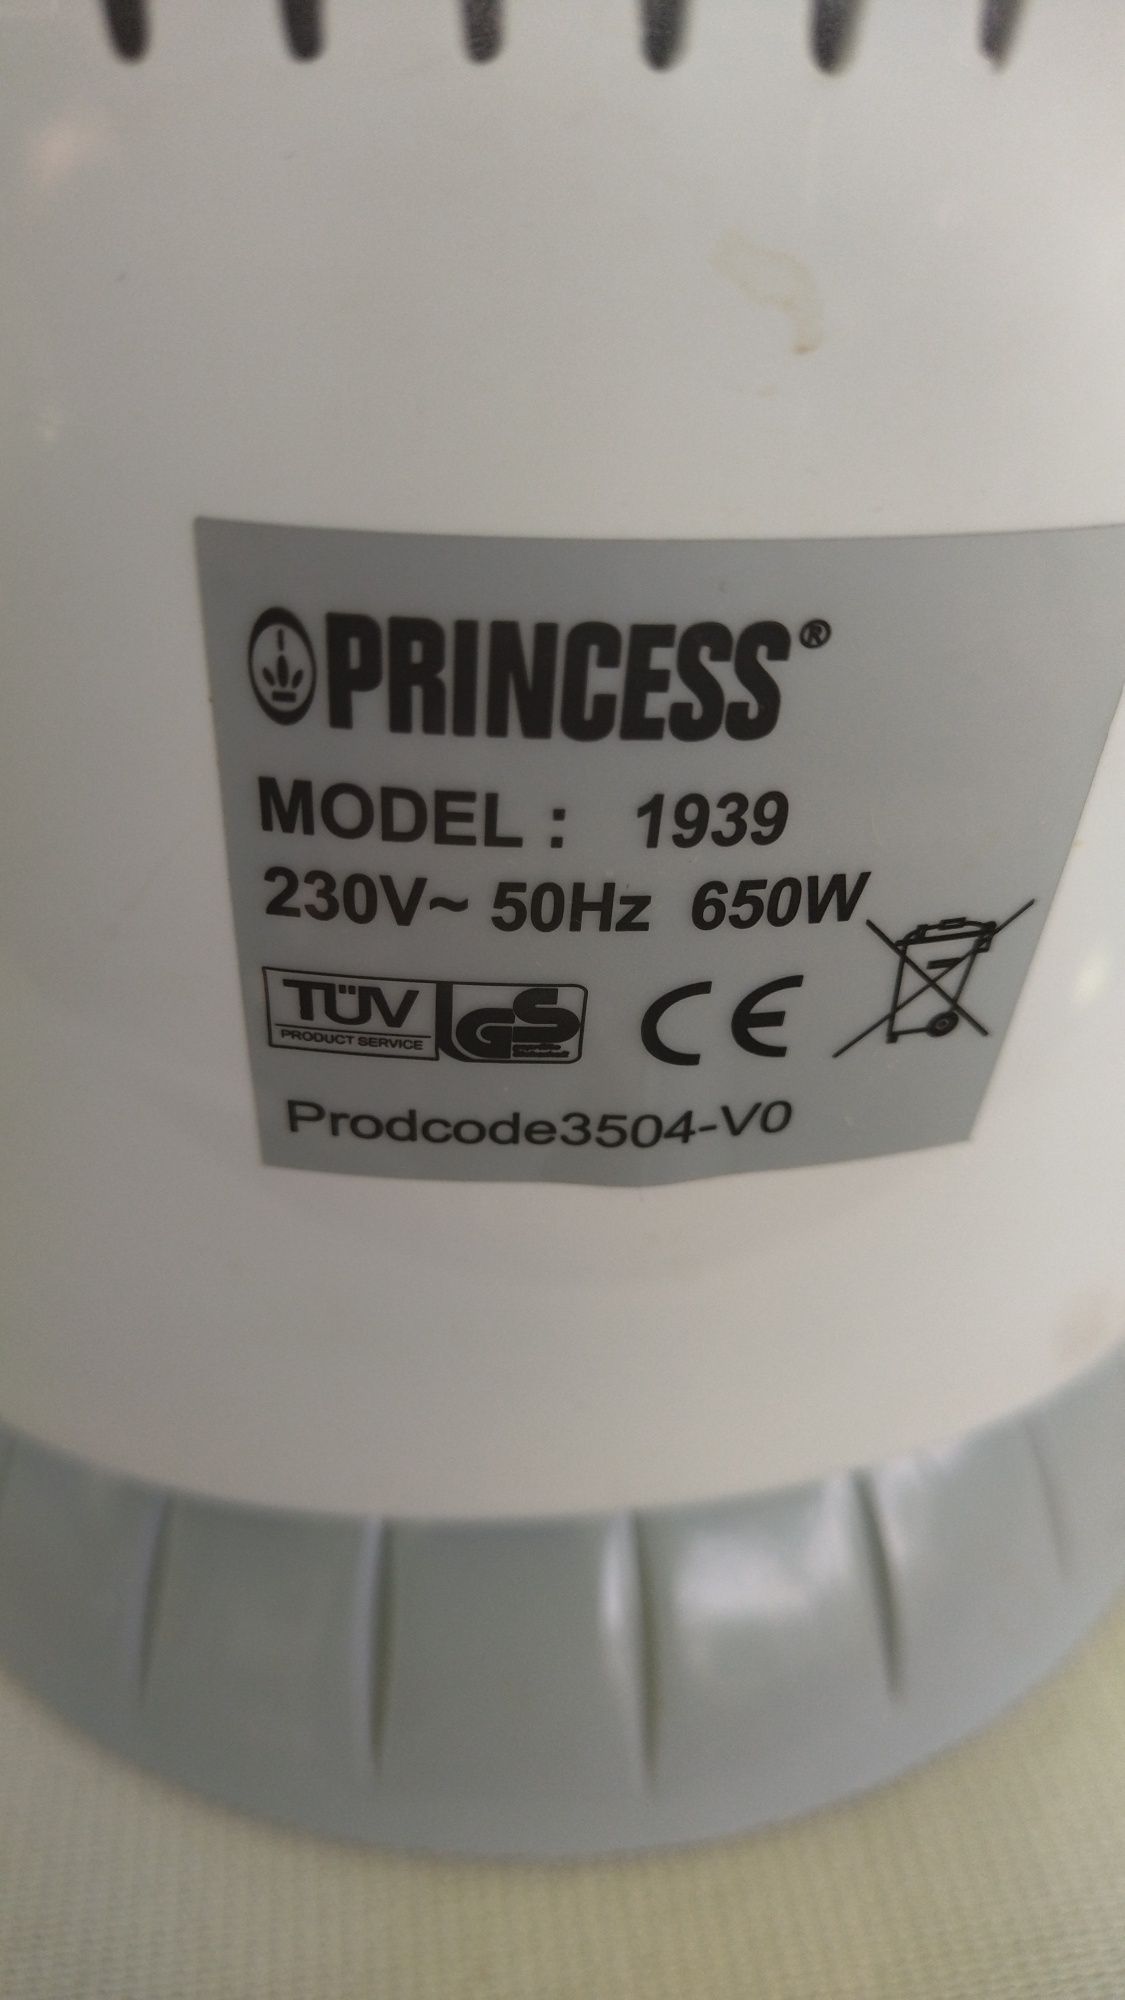 PRINCESS®
MODEL : 1939
230V~ 50Hz 650W
TÜV
PRODUCT SERVICE
GS
CE
Prodcode3504-V0